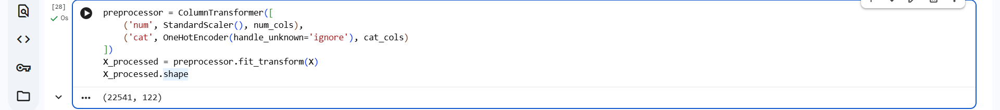 [28]
0s
preprocessor = ColumnTransformer([
    ('num', StandardScaler(), num_cols),
    ('cat', OneHotEncoder(handle_unknown='ignore'), cat_cols)
])
X_processed = preprocessor.fit_transform(X)
X_processed.shape
(22541, 122)